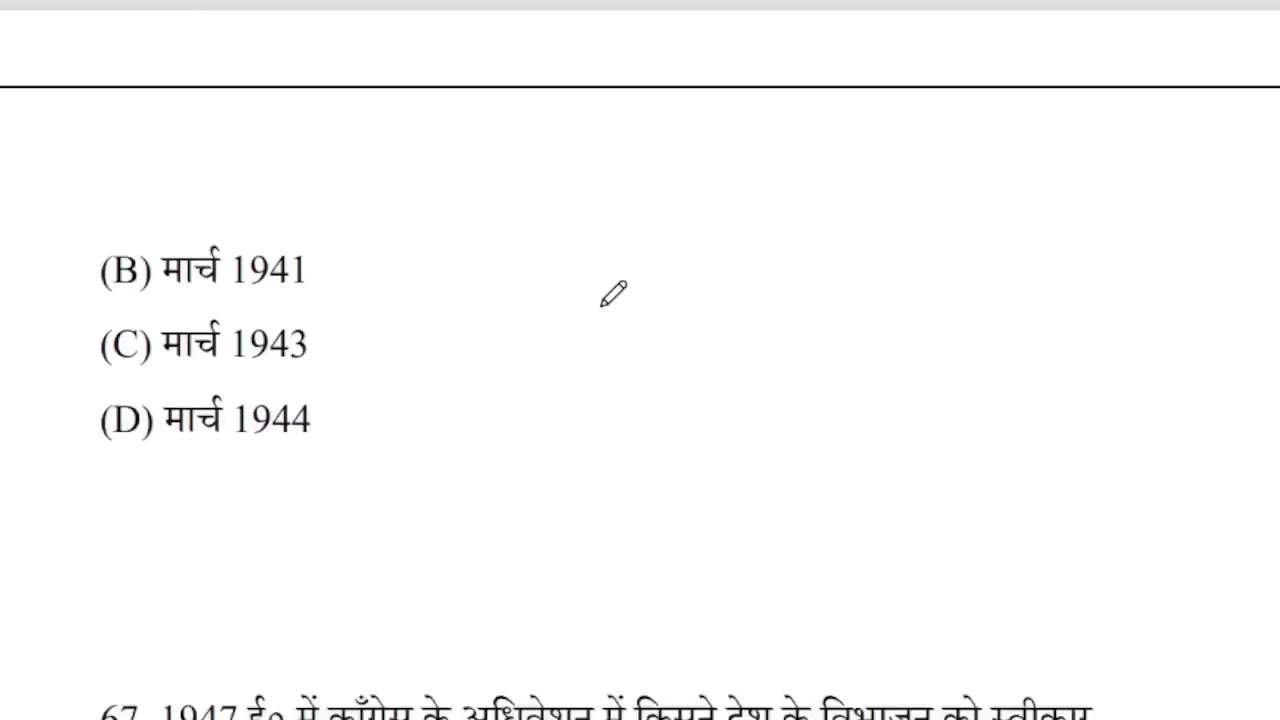 (B) मार्च 1941
(C) मार्च 1943
(D) मार्च 1944
67. 1947 ई० में काँग्रेस के अधिवेशन में किसने देश के विभाजन को स्वीकार